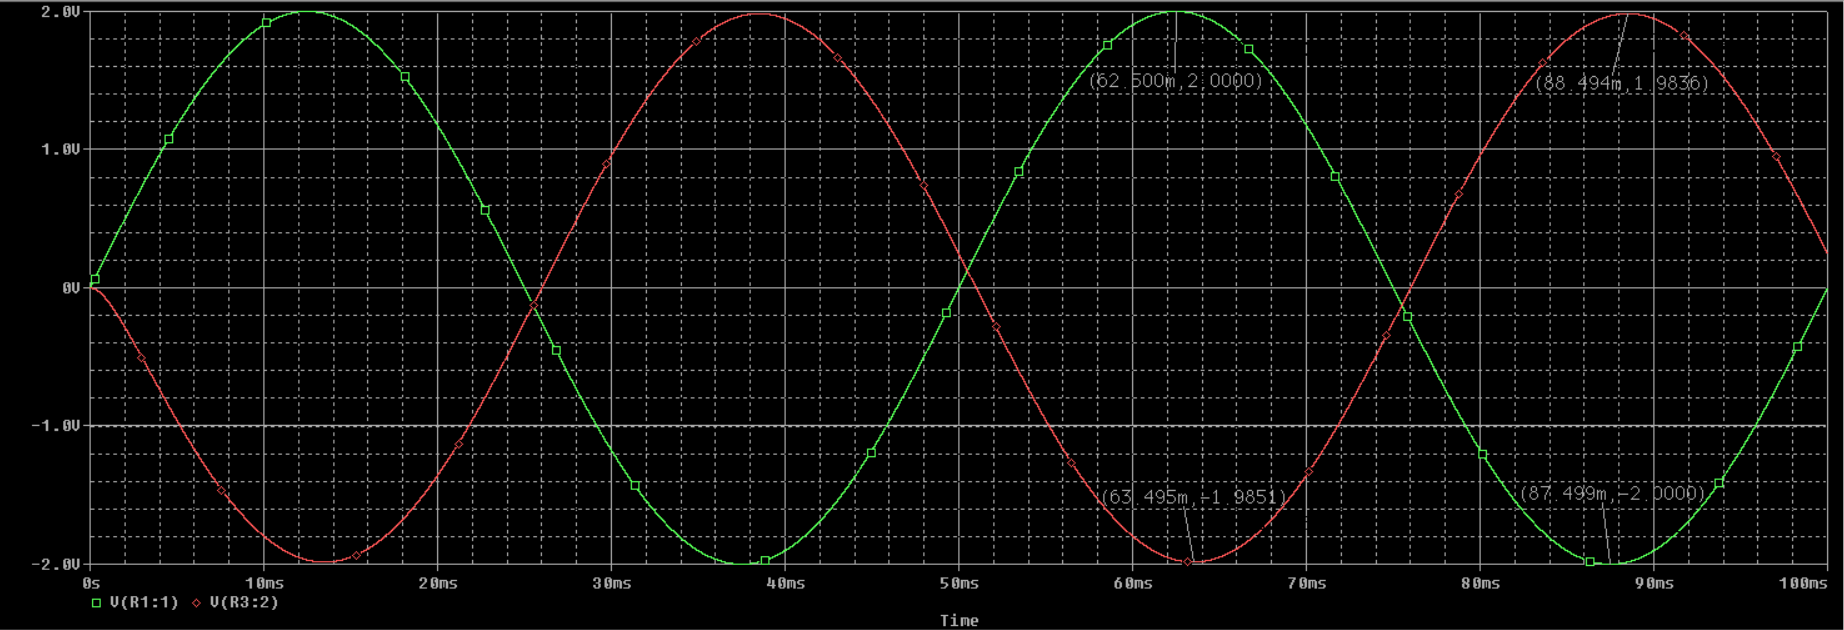 2.0V
(62.500m,2.0000)
(88.494m,1.9836)
1.0V
0V
-1.0V
(63.495m,-1.9851)
(87.499m,-2.0000)
-2.0V
0s 10ms 20ms 30ms 40ms 50ms 60ms 70ms 80ms 90ms 100ms
V(R1:1) V(R3:2)
Time